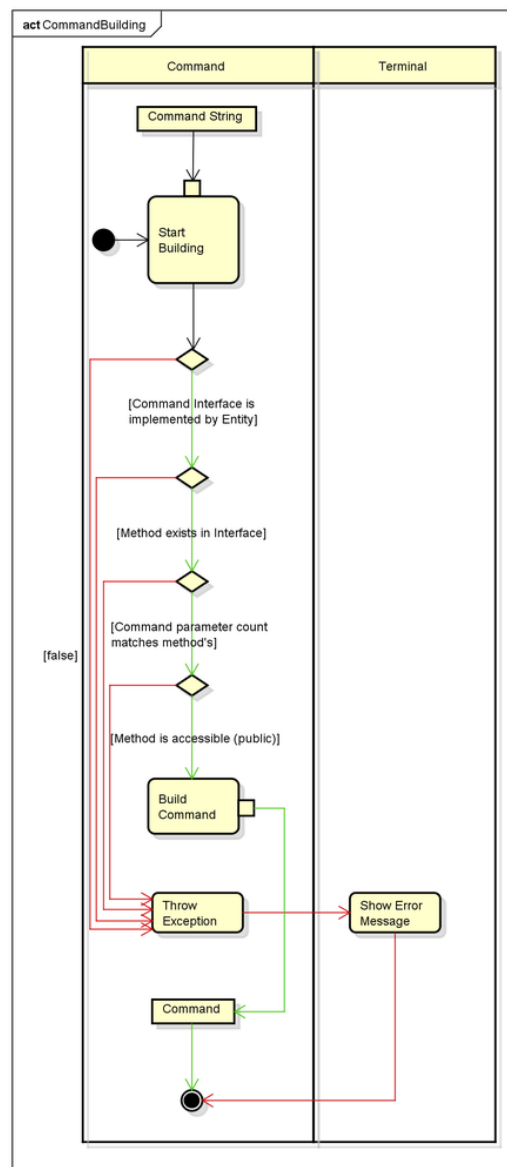 act CommandBuilding
Command
Terminal
Command String
Start
Building
[Command Interface is
implemented by Entity]
[Method exists in Interface]
[Command parameter count
matches method's]
[false]
[Method is accessible (public)]
Build
Command
Throw
Exception
Show Error
Message
Command